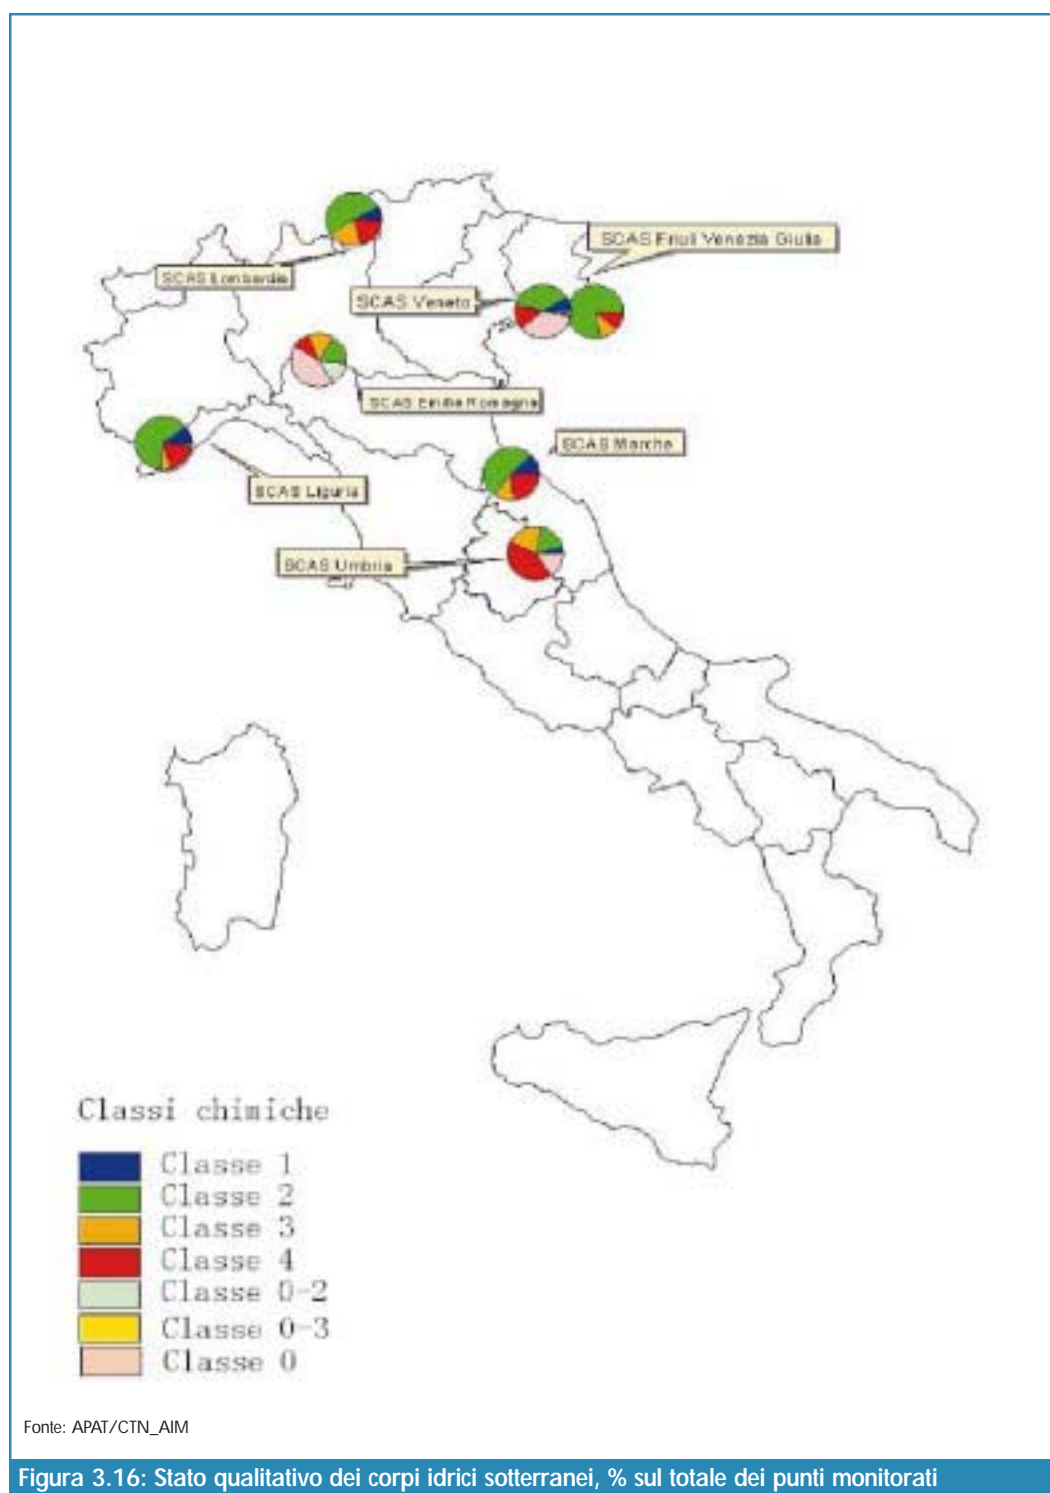 SCAS Friuli Venezia Giulia
SCAS Lombardia
SCAS Veneto
SCAS Emilia Romagna
SCAS Marche
SCAS Liguria
SCAS Umbria
Classi chimiche
Classe 1
Classe 2
Classe 3
Classe 4
Classe 0-2
Classe 0-3
Classe 0
Fonte: APAT/CTN_AIM
Figura 3.16: Stato qualitativo dei corpi idrici sotterranei, % sul totale dei punti monitorati